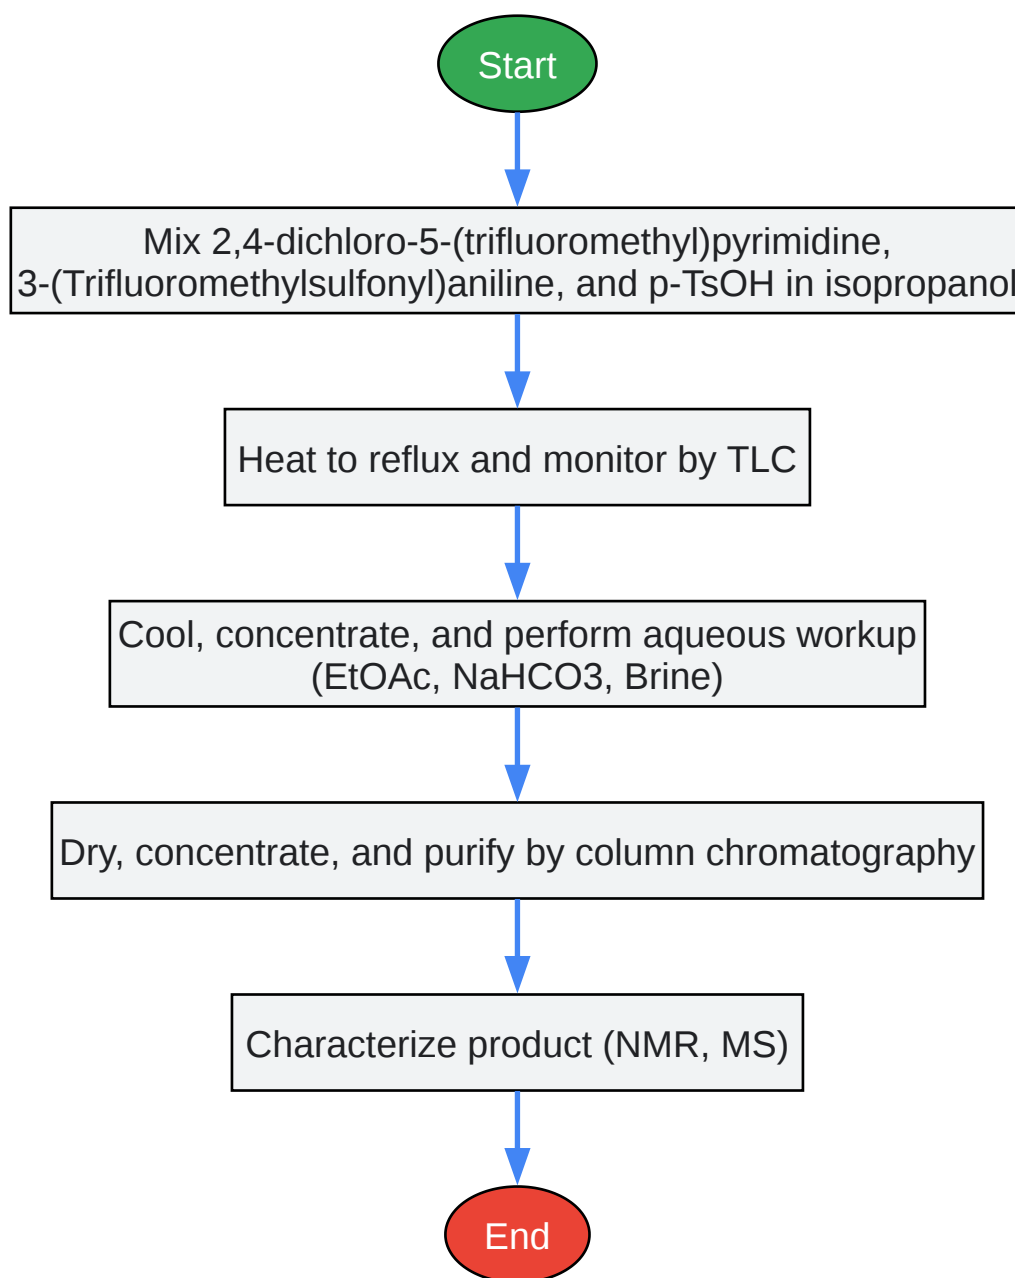 Start
Mix 2,4-dichloro-5-(trifluoromethyl)pyrimidine,
3-(Trifluoromethylsulfonyl)aniline, and p-TsOH in isopropanol
Heat to reflux and monitor by TLC
Cool, concentrate, and perform aqueous workup
(EtOAc, NaHCO3, Brine)
Dry, concentrate, and purify by column chromatography
Characterize product (NMR, MS)
End